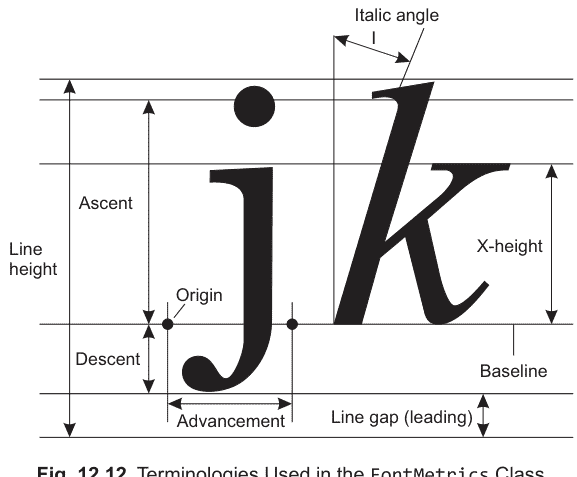 Italic angle
I
Ascent
Line
height
X-height
Origin
Descent
Baseline
Advancement
Line gap (leading)
jk
Fig. 12.12 Terminologies Used in the FontMetrics Class